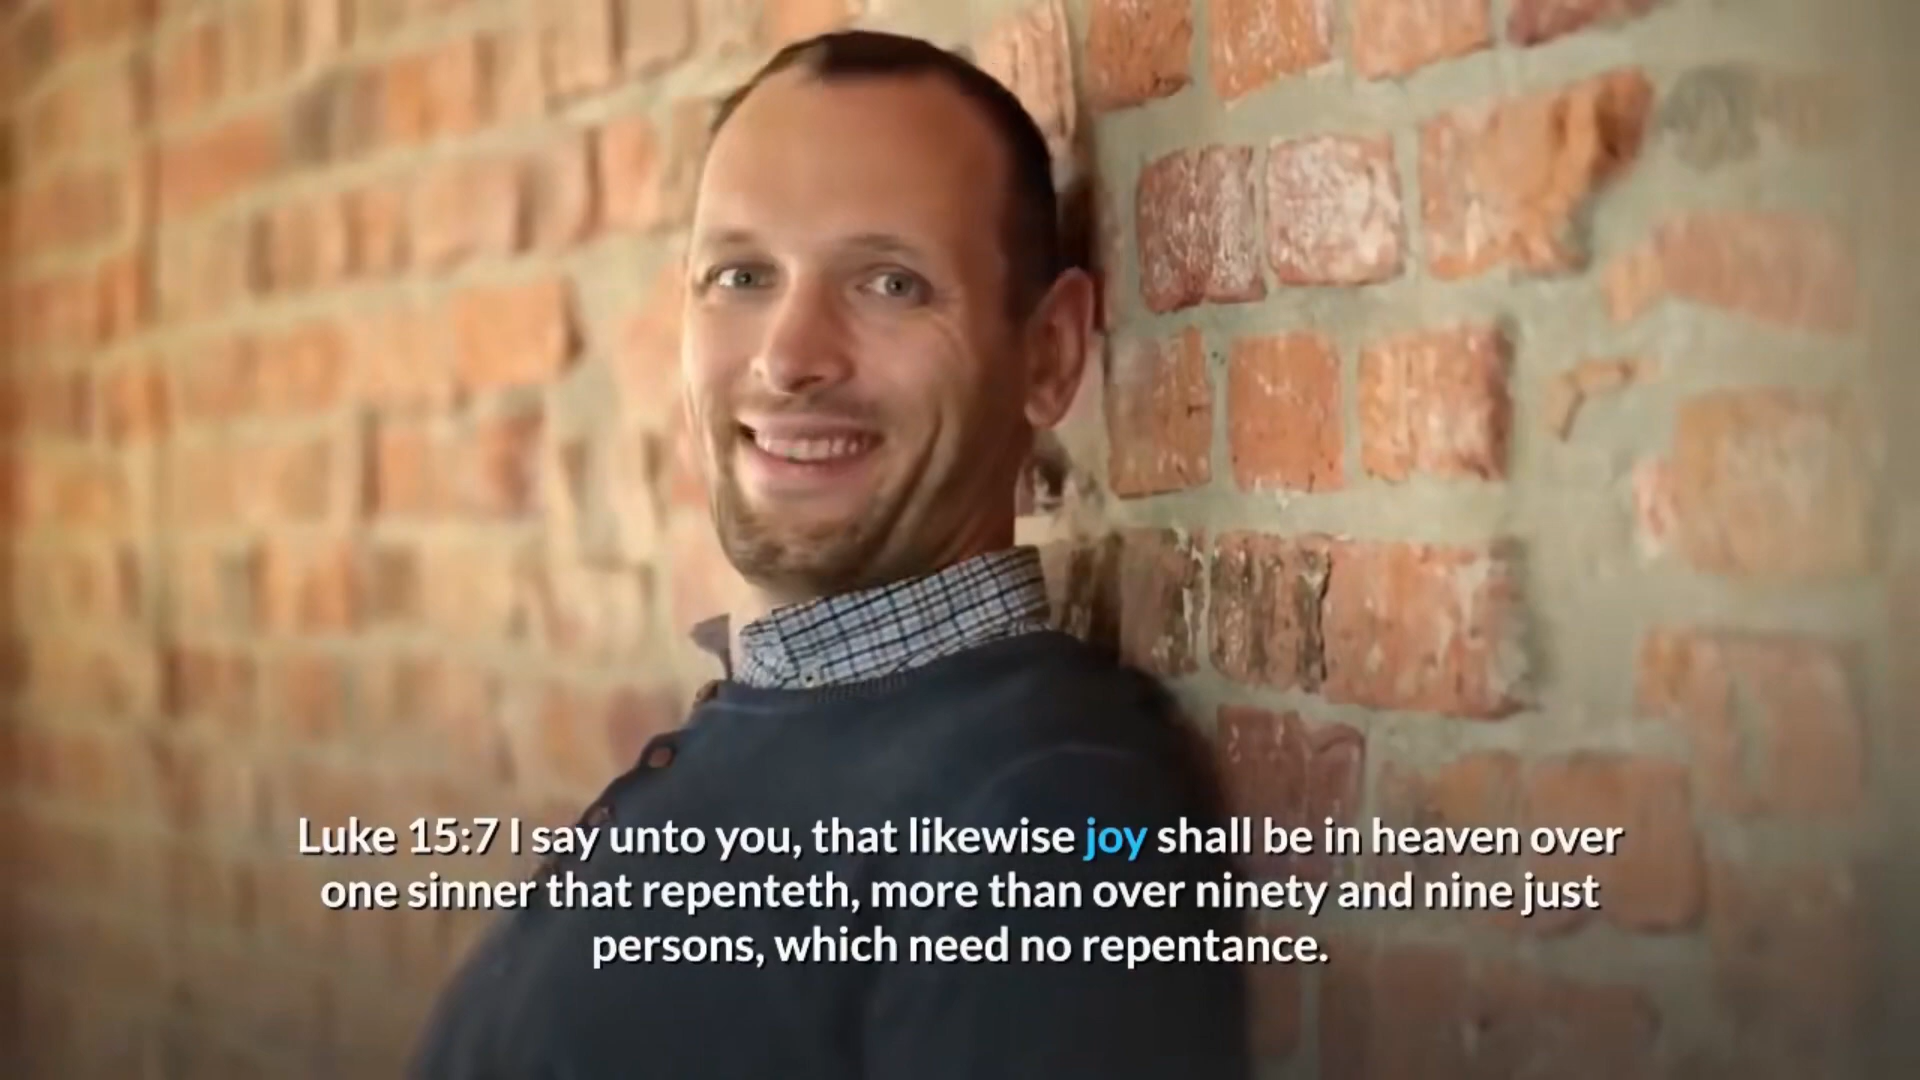 Luke 15:7 I say unto you, that likewise joy shall be in heaven over
one sinner that repenteth, more than over ninety and nine just
persons, which need no repentance.